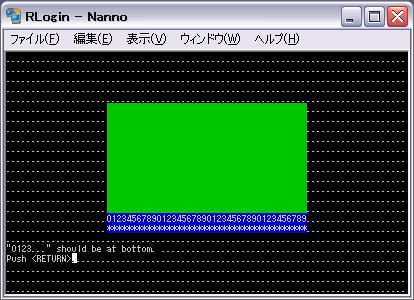 RLogin - Nanno
ファイル(F) 編集(E) 表示(V) ウィンドウ(W) ヘルプ(H)
0123456789012345678901234567890123456789
****************************************
"0123..." should be at bottom.
Push <RETURN>